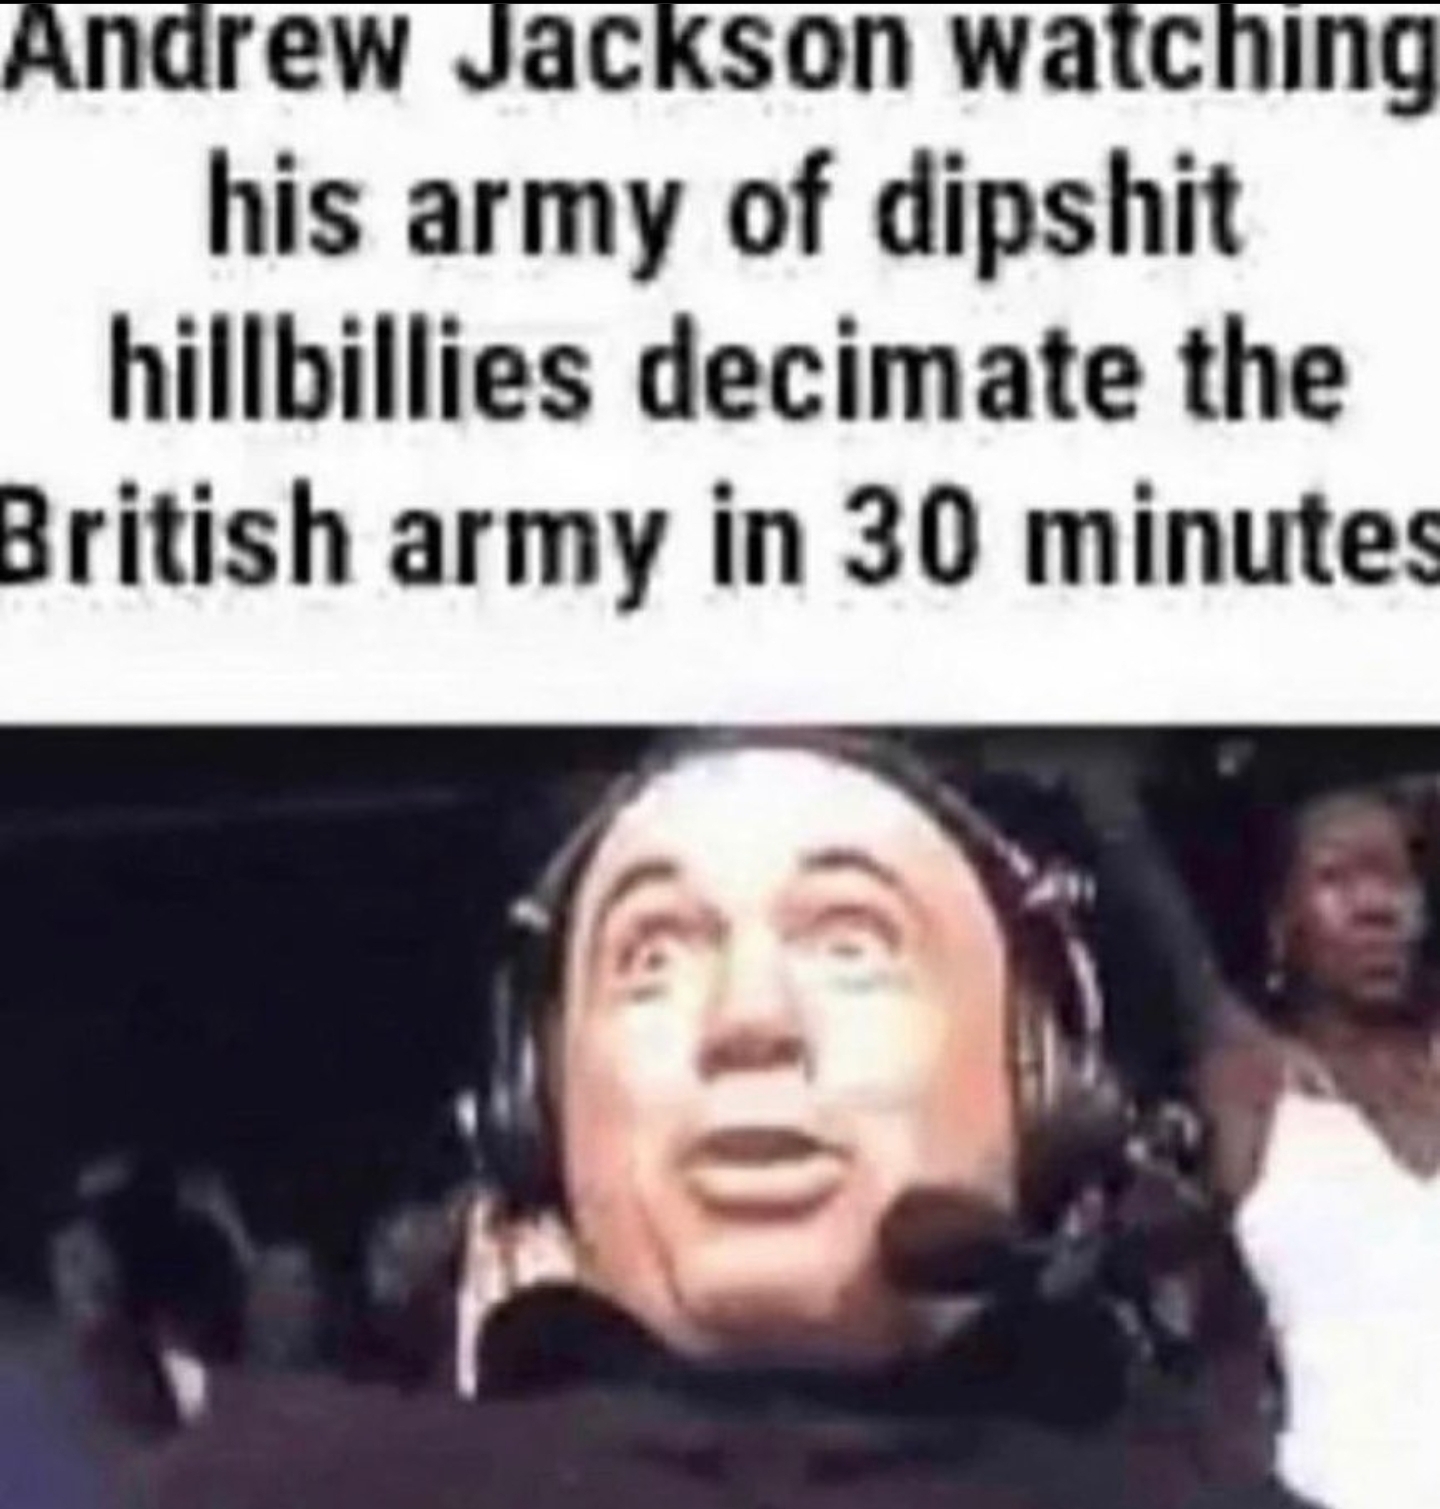 Andrew Jackson watching
his army of dipshit
hillbillies decimate the
British army in 30 minutes